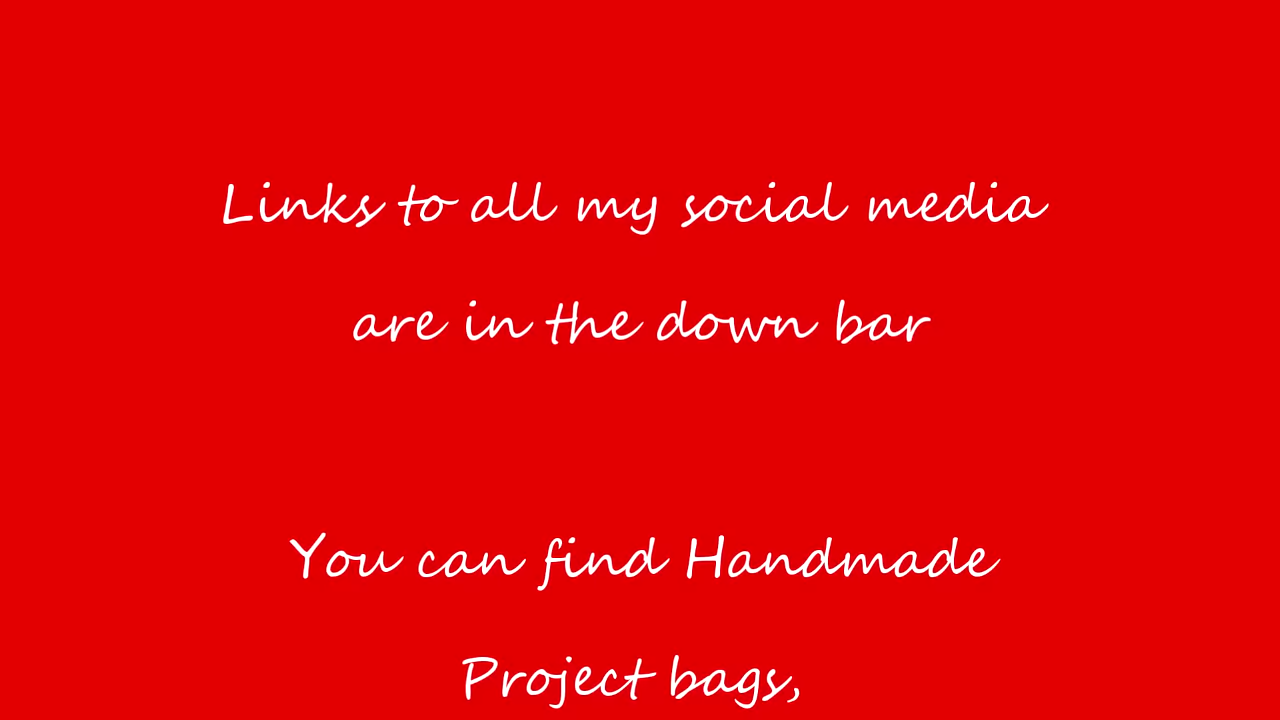 Links to all my social media
are in the down bar
You can find Handmade
Project bags,